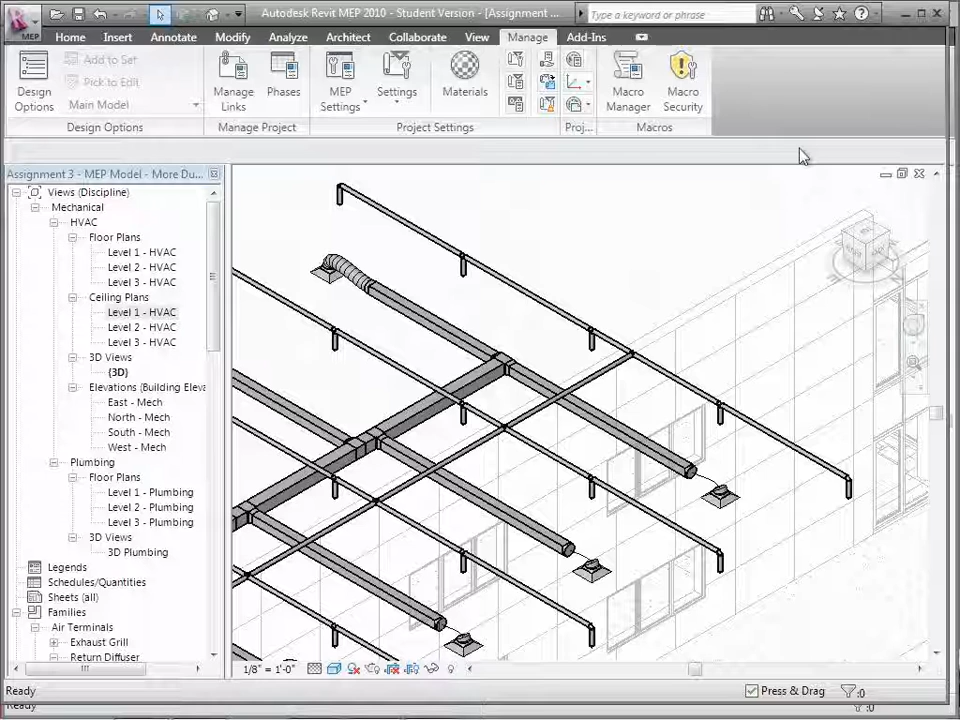 Autodesk Revit MEP 2010 - Student Version - [Assignment ...
Type a keyword or phrase
MEP
Home Insert Annotate Modify Analyze Architect Collaborate View Manage Add-Ins
Design Options
Add to Set
Pick to Edit
Main Model
Manage Links
Phases
MEP Settings
Settings
Materials
Macro Manager
Macro Security
Design Options Manage Project Project Settings Proj... Macros
Assignment 3 - MEP Model - More Du...
Views (Discipline)
Mechanical
HVAC
Floor Plans
Level 1 - HVAC
Level 2 - HVAC
Level 3 - HVAC
Ceiling Plans
Level 1 - HVAC
Level 2 - HVAC
Level 3 - HVAC
3D Views
{3D}
Elevations (Building Eleva
East - Mech
North - Mech
South - Mech
West - Mech
Plumbing
Floor Plans
Level 1 - Plumbing
Level 2 - Plumbing
Level 3 - Plumbing
3D Views
3D Plumbing
Legends
Schedules/Quantities
Sheets (all)
Families
Air Terminals
Exhaust Grill
Return Diffuser
1/8" = 1'-0"
Ready
Press & Drag
:0
Ready
:0